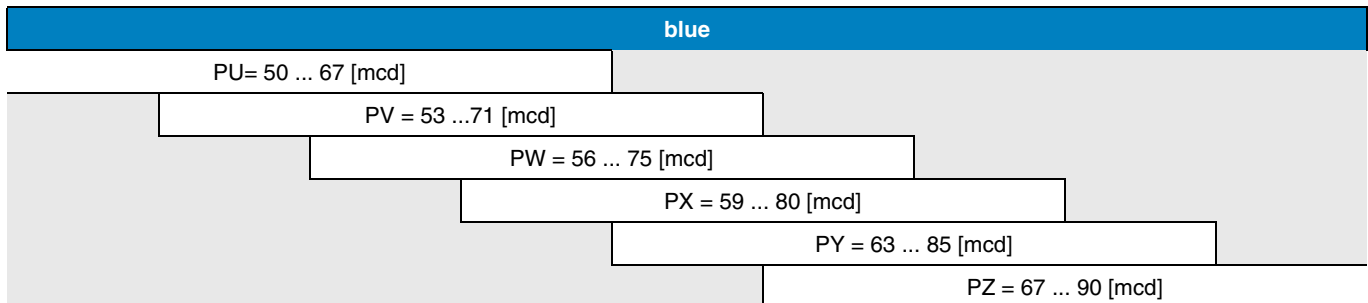 blue
PU= 50 ... 67 [mcd]
PV = 53 ...71 [mcd]
PW = 56 ... 75 [mcd]
PX = 59 ... 80 [mcd]
PY = 63 ... 85 [mcd]
PZ = 67 ... 90 [mcd]